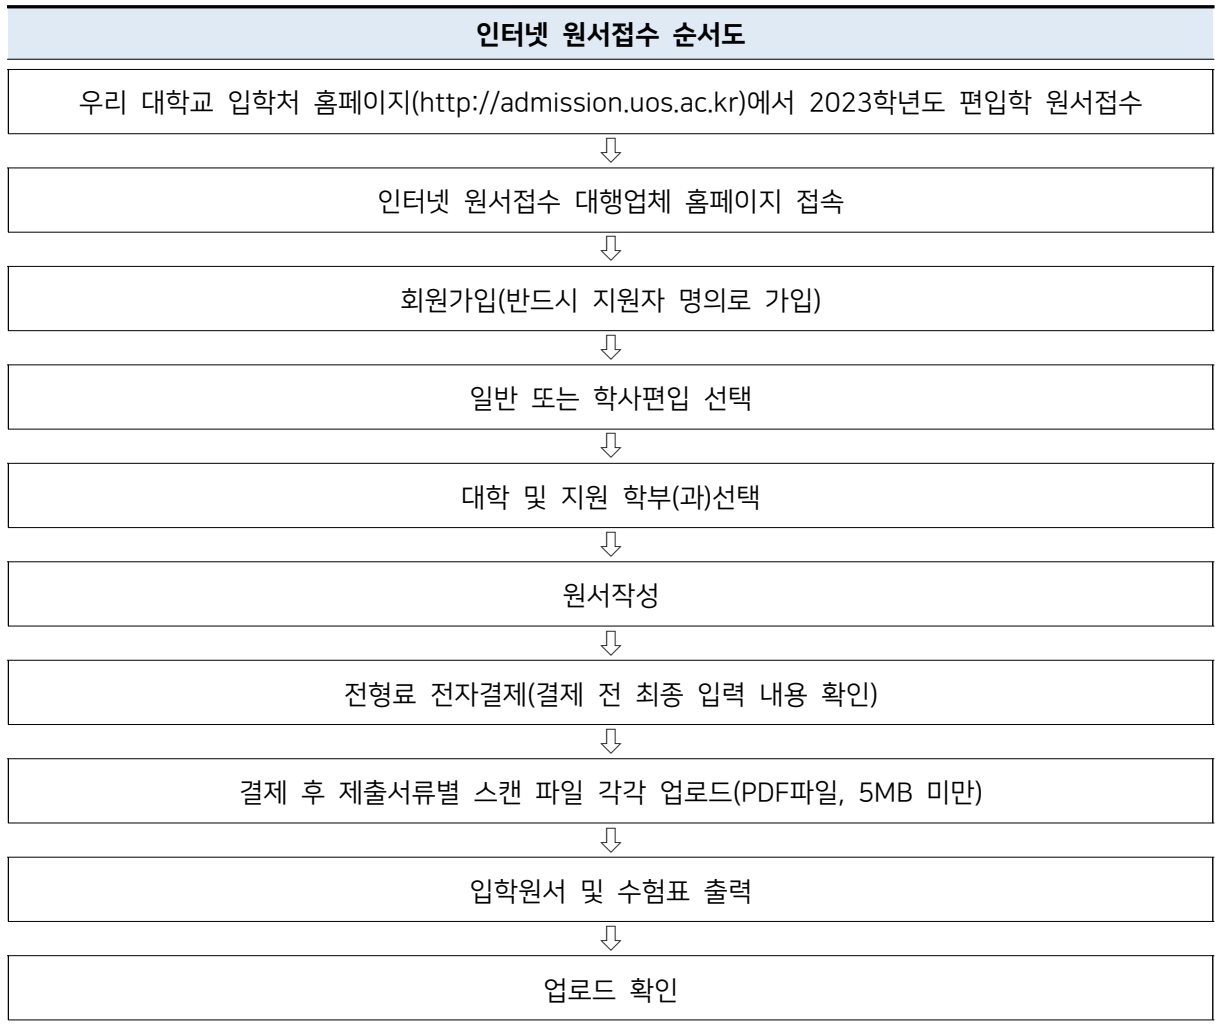 인터넷 원서접수 순서도
우리 대학교 입학처 홈페이지(http://admission.uos.ac.kr)에서 2023학년도 편입학 원서접수
⇩
인터넷 원서접수 대행업체 홈페이지 접속
⇩
회원가입(반드시 지원자 명의로 가입)
⇩
일반 또는 학사편입 선택
⇩
대학 및 지원 학부(과)선택
⇩
원서작성
⇩
전형료 전자결제(결제 전 최종 입력 내용 확인)
⇩
결제 후 제출서류별 스캔 파일 각각 업로드(PDF파일, 5MB 미만)
⇩
입학원서 및 수험표 출력
⇩
업로드 확인